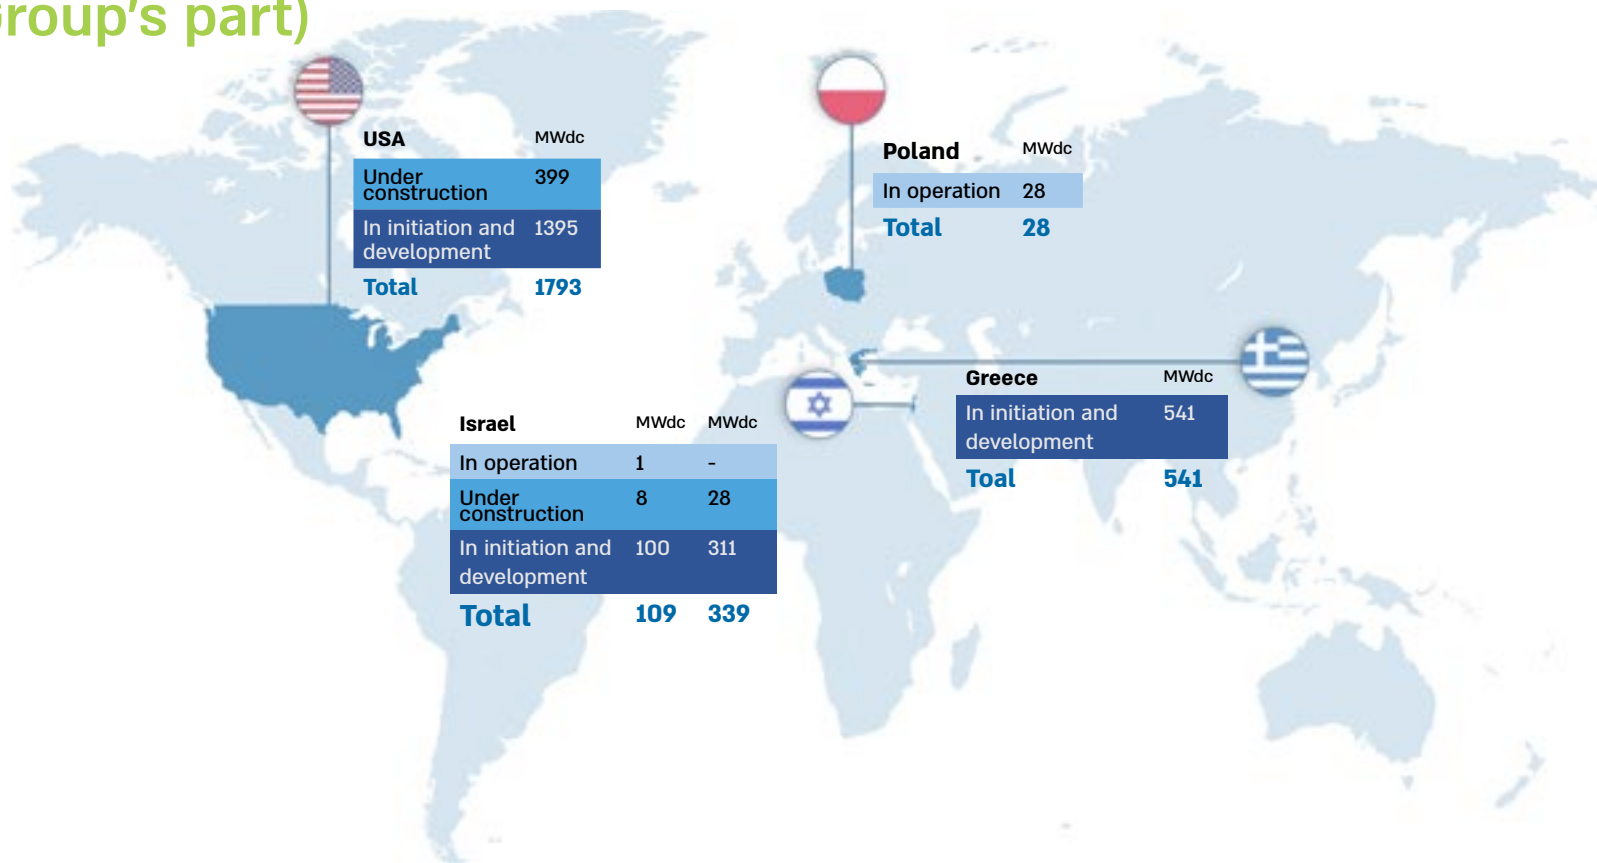 Group's part)
USA MWdc
Under
construction 399
In initiation and 1395
development
Total 1793
Poland MWdc
In operation 28
Total 28
Greece MWdc
In initiation and 541
development
Toal 541
Israel MWdc MWdc
In operation 1 -
Under
construction 8 28
In initiation and 100 311
development
Total 109 339